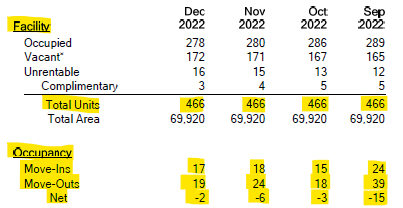 Dec Nov Oct Sep
2022 2022 2022 2022
Facility
Occupied 278 280 286 289
Vacant* 172 171 167 165
Unrentable 16 15 13 12
Complimentary 3 4 5 5
Total Units 466 466 466 466
Total Area 69,920 69,920 69,920 69,920
Occupancy
Move-Ins 17 18 15 24
Move-Outs 19 24 18 39
Net -2 -6 -3 -15